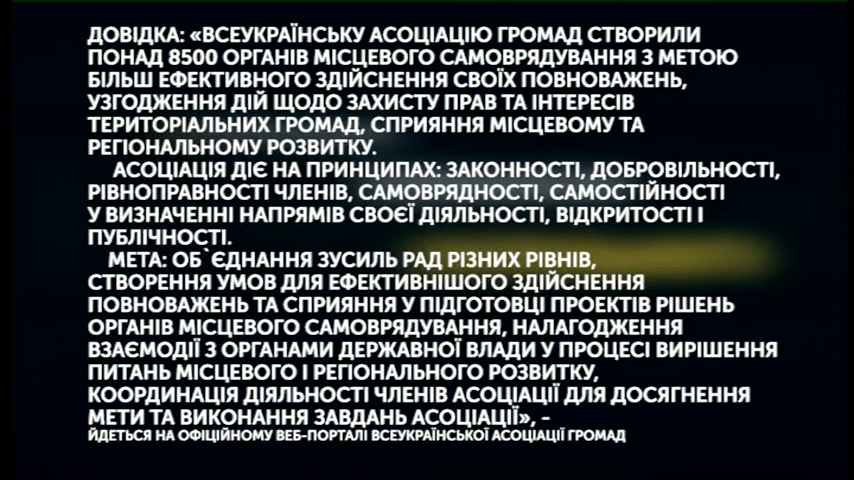 ДОВІДКА: «ВСЕУКРАЇНСЬКУ АСОЦІАЦІЮ ГРОМАД СТВОРИЛИ
ПОНАД 8500 ОРГАНІВ МІСЦЕВОГО САМОВРЯДУВАННЯ З МЕТОЮ
БІЛЬШ ЕФЕКТИВНОГО ЗДІЙСНЕННЯ СВОЇХ ПОВНОВАЖЕНЬ,
УЗГОДЖЕННЯ ДІЙ ЩОДО ЗАХИСТУ ПРАВ ТА ІНТЕРЕСІВ
ТЕРИТОРІАЛЬНИХ ГРОМАД, СПРИЯННЯ МІСЦЕВОМУ ТА
РЕГІОНАЛЬНОМУ РОЗВИТКУ.
АСОЦІАЦІЯ ДІЄ НА ПРИНЦИПАХ: ЗАКОННОСТІ, ДОБРОВІЛЬНОСТІ,
РІВНОПРАВНОСТІ ЧЛЕНІВ, САМОВРЯДНОСТІ, САМОСТІЙНОСТІ
У ВИЗНАЧЕННІ НАПРЯМІВ СВОЄЇ ДІЯЛЬНОСТІ, ВІДКРИТОСТІ І
ПУБЛІЧНОСТІ.
МЕТА: ОБ`ЄДНАННЯ ЗУСИЛЬ РАД РІЗНИХ РІВНІВ,
СТВОРЕННЯ УМОВ ДЛЯ ЕФЕКТИВНІШОГО ЗДІЙСНЕННЯ
ПОВНОВАЖЕНЬ ТА СПРИЯННЯ У ПІДГОТОВЦІ ПРОЕКТІВ РІШЕНЬ
ОРГАНІВ МІСЦЕВОГО САМОВРЯДУВАННЯ, НАЛАГОДЖЕННЯ
ВЗАЄМОДІЇ З ОРГАНАМИ ДЕРЖАВНОЇ ВЛАДИ У ПРОЦЕСІ ВИРІШЕННЯ
ПИТАНЬ МІСЦЕВОГО І РЕГІОНАЛЬНОГО РОЗВИТКУ,
КООРДИНАЦІЯ ДІЯЛЬНОСТІ ЧЛЕНІВ АСОЦІАЦІЇ ДЛЯ ДОСЯГНЕННЯ
МЕТИ ТА ВИКОНАННЯ ЗАВДАНЬ АСОЦІАЦІЇ», –
ЙДЕТЬСЯ НА ОФІЦІЙНОМУ ВЕБ-ПОРТАЛІ ВСЕУКРАЇНСЬКОЇ АСОЦІАЦІЇ ГРОМАД